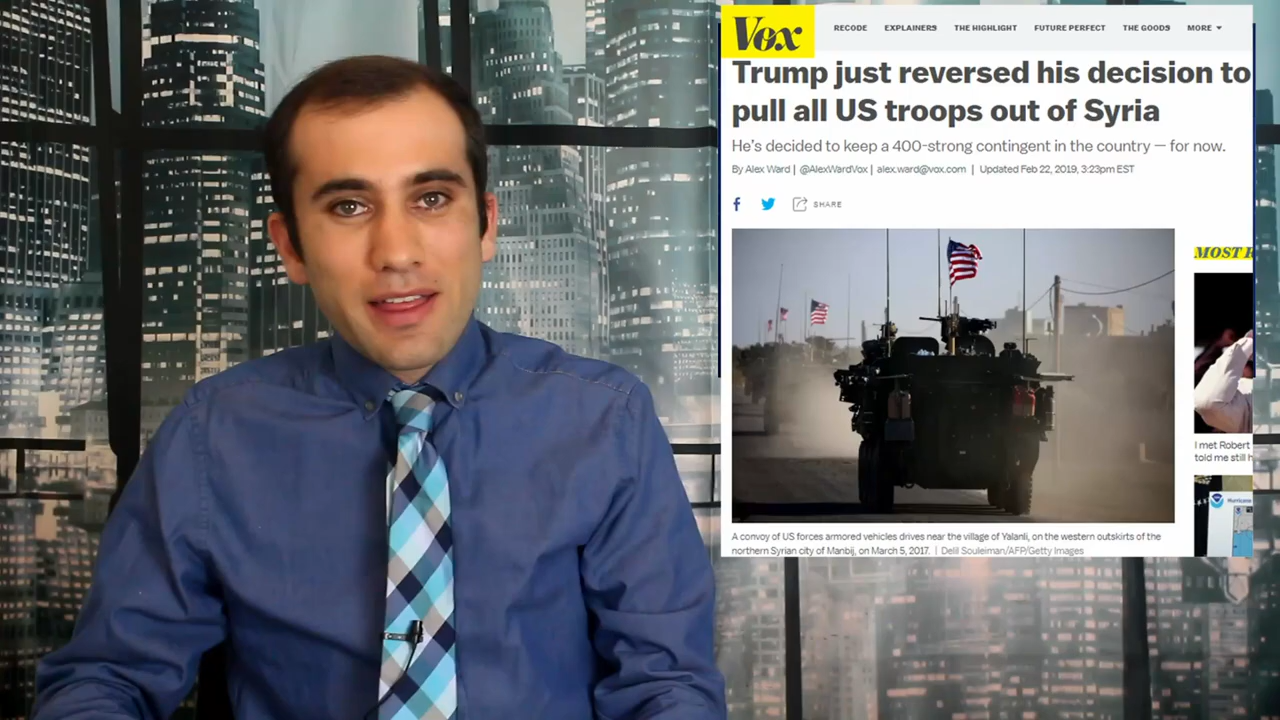 Vox
RECODE EXPLAINERS THE HIGHLIGHT FUTURE PERFECT THE GOODS MORE
Trump just reversed his decision to
pull all US troops out of Syria
He's decided to keep a 400-strong contingent in the country — for now.
By Alex Ward | @AlexWardVox | alex.ward@vox.com | Updated Feb 22, 2019, 3:23pm EST
SHARE
MOST
I met Robert
told me still
A convoy of US forces armored vehicles drives near the village of Yalanli, on the western outskirts of the
northern Syrian city of Manbij, on March 5, 2017. | Delil Souleiman/AFP/Getty Images